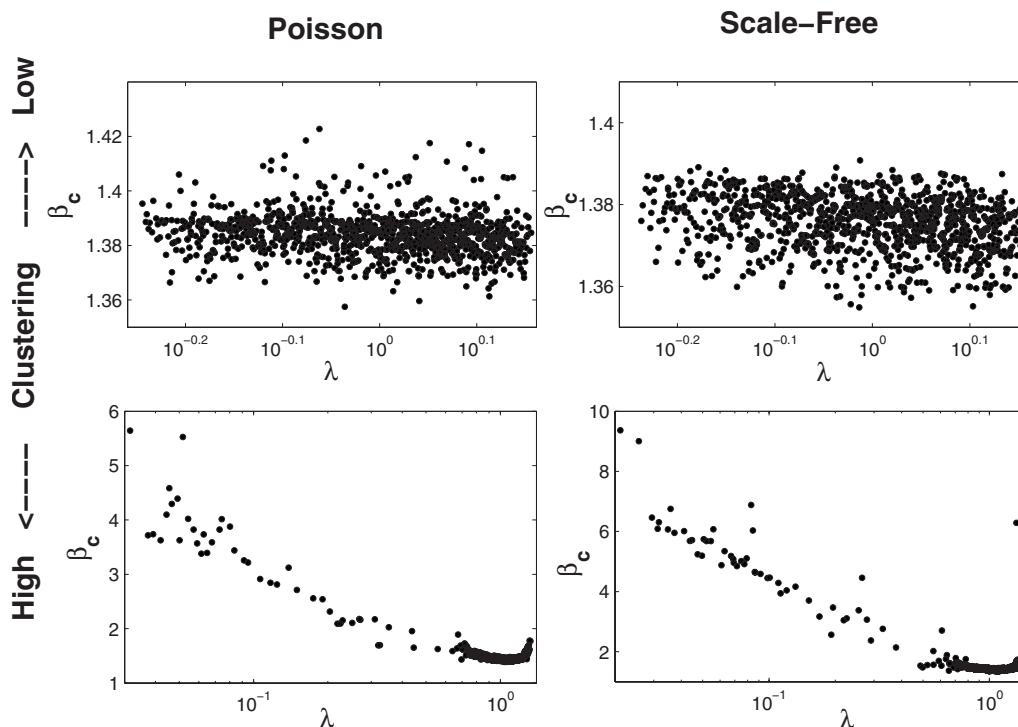 Poisson
Scale–Free
High <---- Clustering ----> Low
1.42
1.4
1.38
1.36
β_c
10^{-0.2}
10^{-0.1}
10^0
10^{0.1}
λ
1.4
1.38
1.36
β_c
10^{-0.2}
10^{-0.1}
10^0
10^{0.1}
λ
6
5
4
3
2
1
β_c
10^{-1}
10^0
λ
10
8
6
4
2
β_c
10^{-1}
10^0
λ